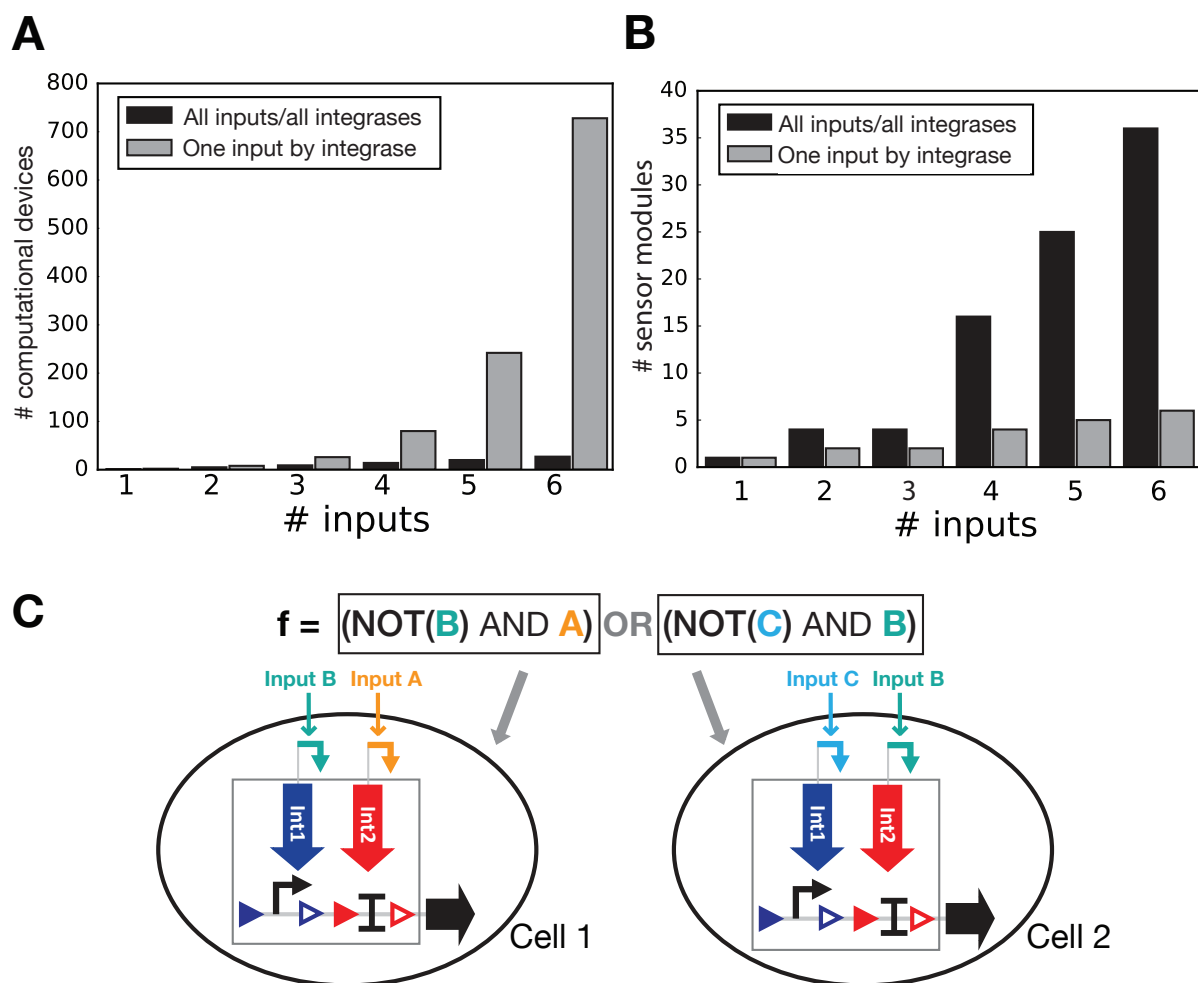 A
800
700
600
500
400
300
200
100
0
# computational devices
All inputs/all integrases
One input by integrase
1 2 3 4 5 6
# inputs
B
40
35
30
25
20
15
10
5
0
# sensor modules
All inputs/all integrases
One input by integrase
1 2 3 4 5 6
# inputs
C
f = (NOT(B) AND A) OR (NOT(C) AND B)
Input B Input A
Int1 Int2
Cell 1
Input C Input B
Int1 Int2
Cell 2